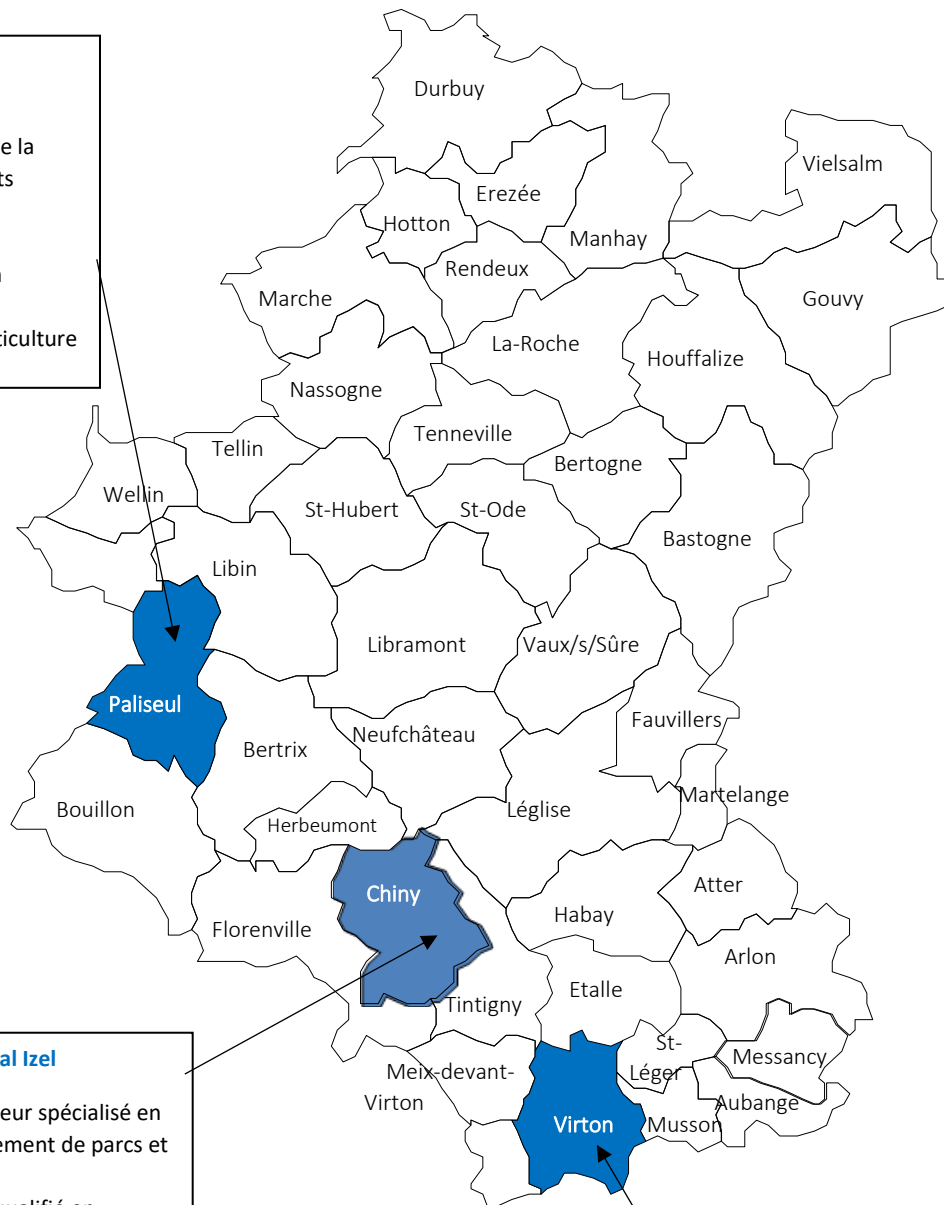 e la
ts
n
ticulture
Durbuy
Vielsalm
Erezée
Hotton
Manhay
Rendeux
Marche
Gouvy
La-Roche
Houffalize
Nassogne
Tenneville
Tellin
Bertogne
Wellin
St-Hubert
St-Ode
Bastogne
Libin
Libramont
Vaux/s/Sûre
Paliseul
Fauvillers
Neufchâteau
Bertrix
Martelange
Bouillon
Léglise
Herbeumont
Atter
Chiny
Habay
Florenville
Arlon
Etalle
Tintigny
St-
Léger
Messancy
Meix-devant-
Virton
Aubange
Virton
Musson
al Izel
eur spécialisé en
ement de parcs et